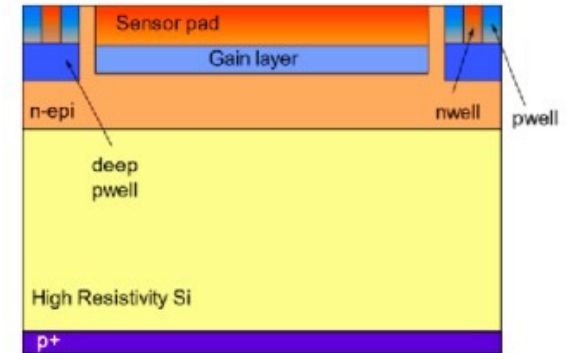 Sensor pad
Gain layer
n-epi
nwell
pwell
deep
pwell
High Resistivity Si
p+